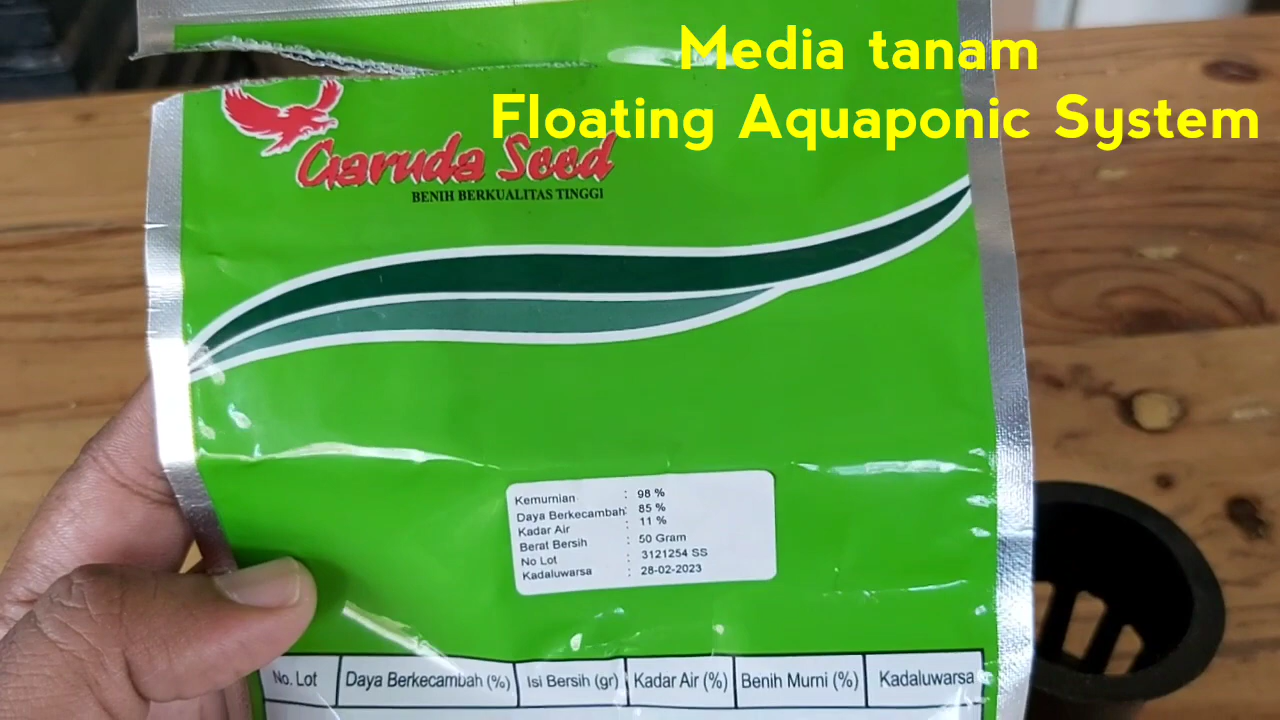 Media tanam
Floating Aquaponic System
Garuda Seed
BENIH BERKUALITAS TINGGI
Kemurnian : 98 %
Daya Berkecambah : 85 %
Kadar Air : 11 %
Berat Bersih : 50 Gram
No Lot : 3121254 SS
Kadaluwarsa : 28-02-2023
No. Lot Daya Berkecambah (%) Isi Bersih (gr) Kadar Air (%) Benih Murni (%) Kadaluwarsa